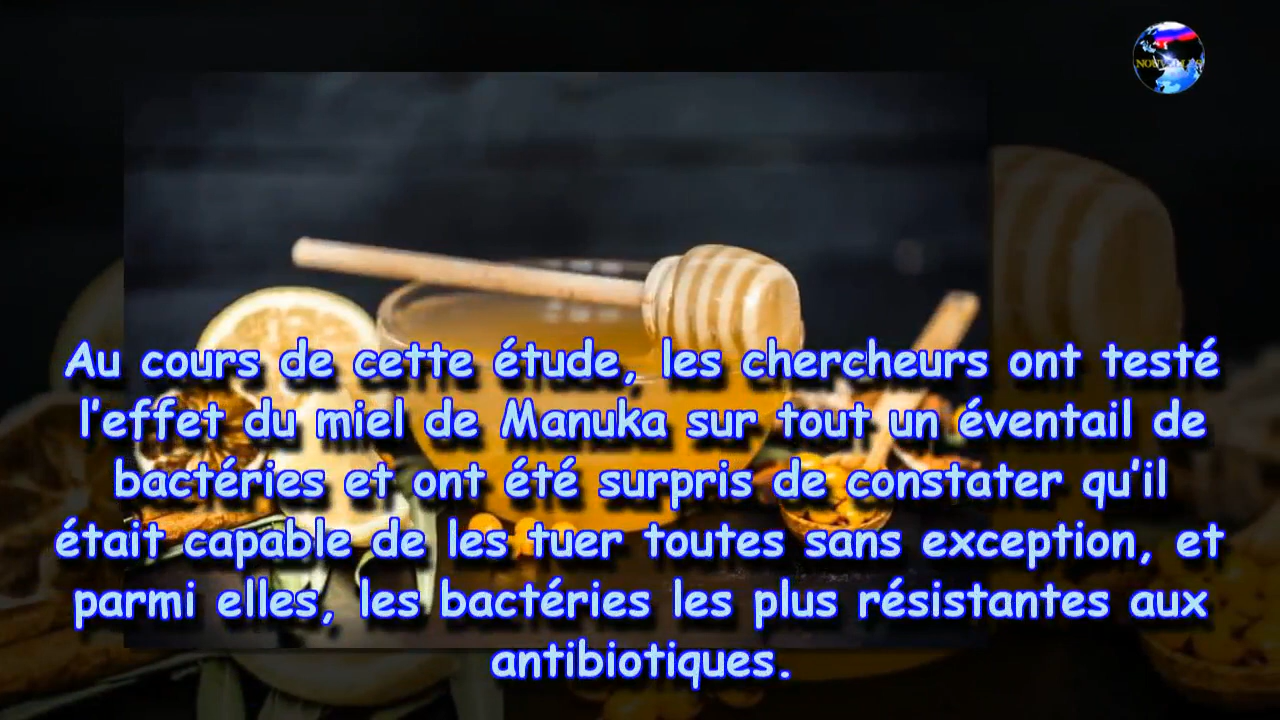 NOUVELLES
Au cours de cette étude, les chercheurs ont testé
l'effet du miel de Manuka sur tout un éventail de
bactéries et ont été surpris de constater qu'il
était capable de les tuer toutes sans exception, et
parmi elles, les bactéries les plus résistantes aux
antibiotiques.